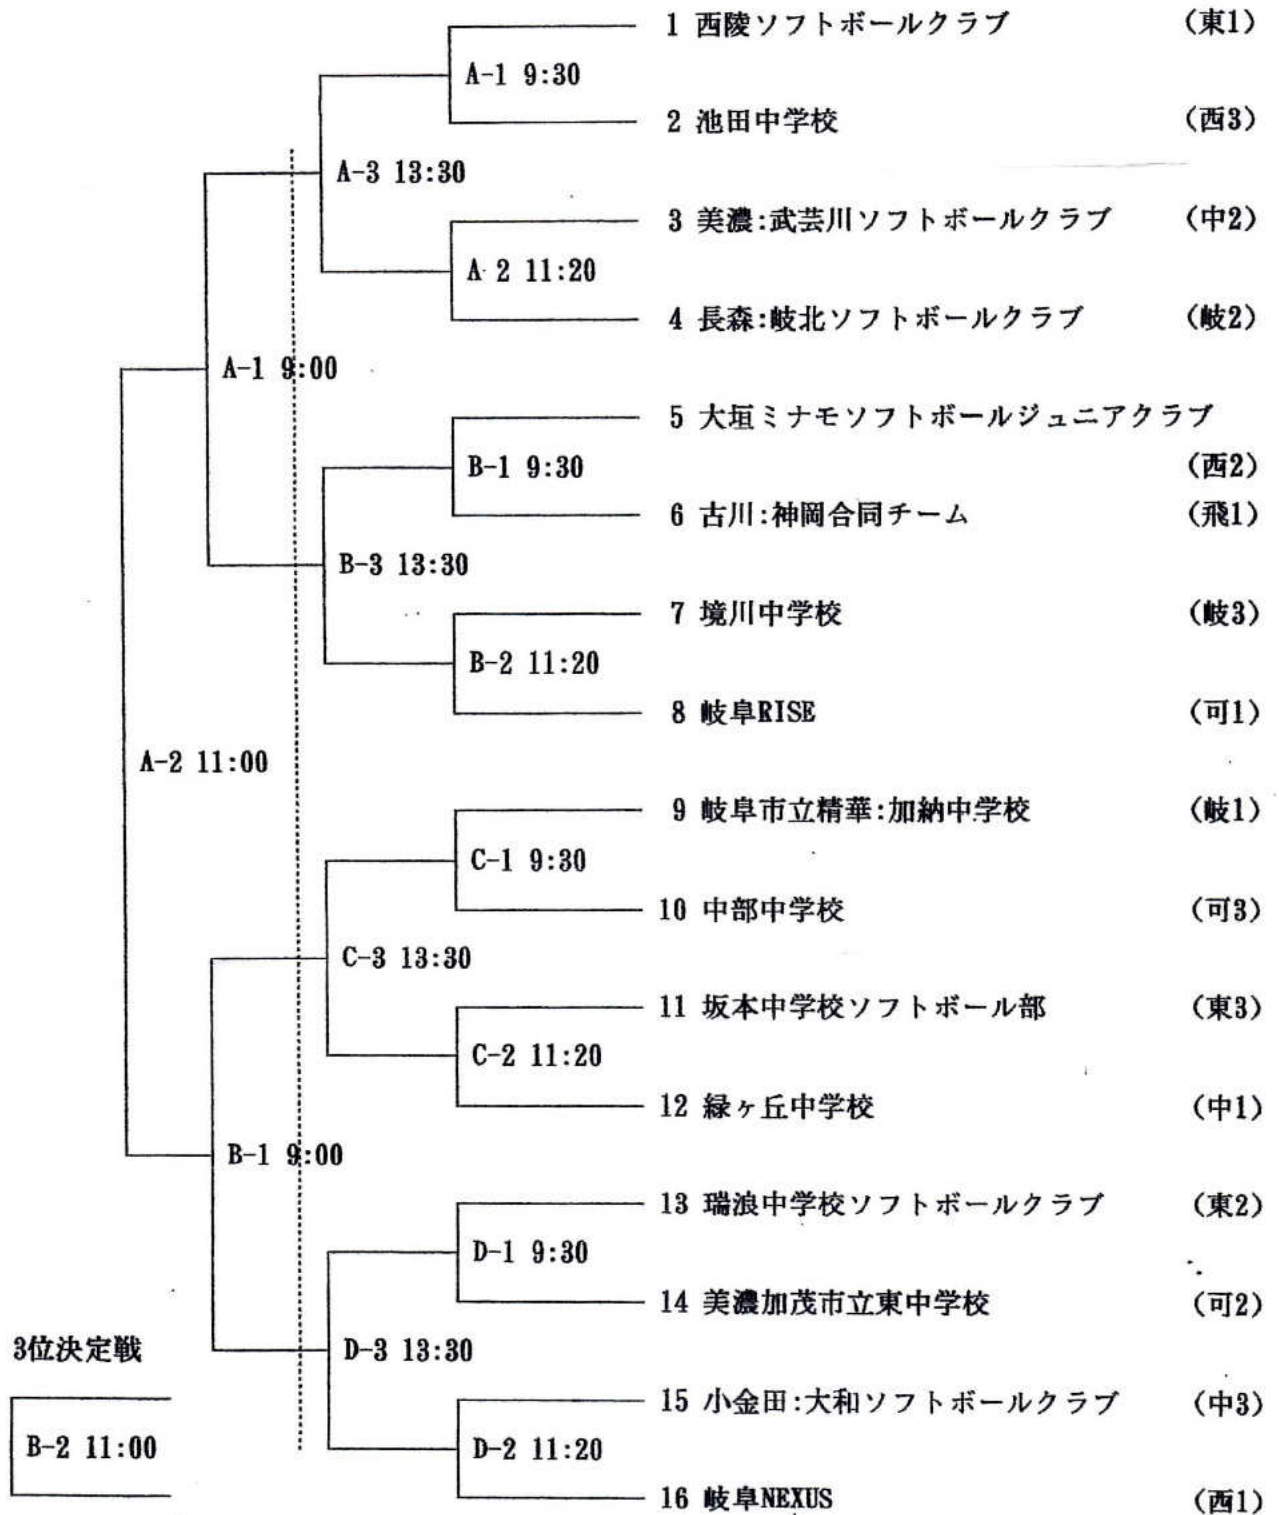 1 西陵ソフトボールクラブ (東1)
A-1 9:30
2 池田中学校 (西3)
A-3 13:30
3 美濃:武芸川ソフトボールクラブ (中2)
A-2 11:20
4 長森:岐北ソフトボールクラブ (岐2)
A-1 9:00
5 大垣ミナモソフトボールジュニアクラブ
B-1 9:30 (西2)
6 古川:神岡合同チーム (飛1)
B-3 13:30
7 境川中学校 (岐3)
B-2 11:20
8 岐阜RISE (可1)
A-2 11:00
9 岐阜市立精華:加納中学校 (岐1)
C-1 9:30
10 中部中学校 (可3)
C-3 13:30
11 坂本中学校ソフトボール部 (東3)
C-2 11:20
12 緑ヶ丘中学校 (中1)
B-1 9:00
13 瑞浪中学校ソフトボールクラブ (東2)
D-1 9:30
14 美濃加茂市立東中学校 (可2)
3位決定戦
D-3 13:30
15 小金田:大和ソフトボールクラブ (中3)
B-2 11:00
D-2 11:20
16 岐阜NEXUS (西1)